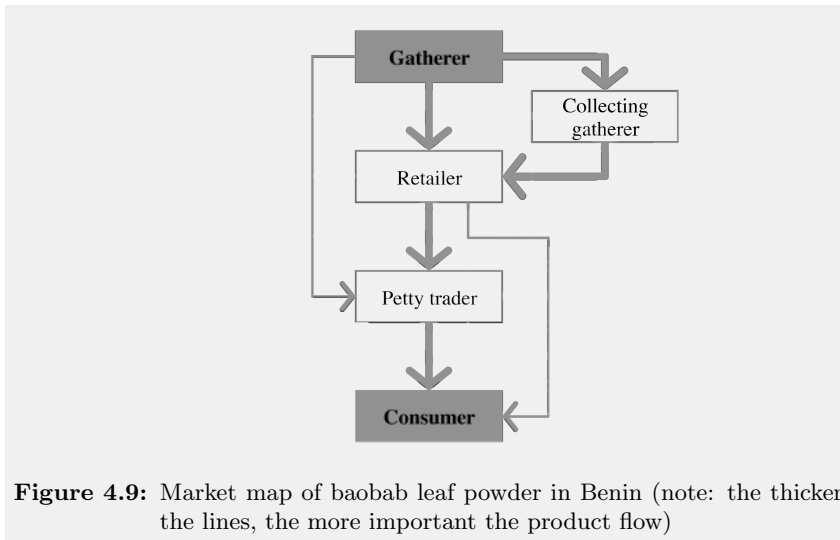 Gatherer
Collecting
gatherer
Retailer
Petty trader
Consumer
Figure 4.9: Market map of baobab leaf powder in Benin (note: the thicker
the lines, the more important the product flow)